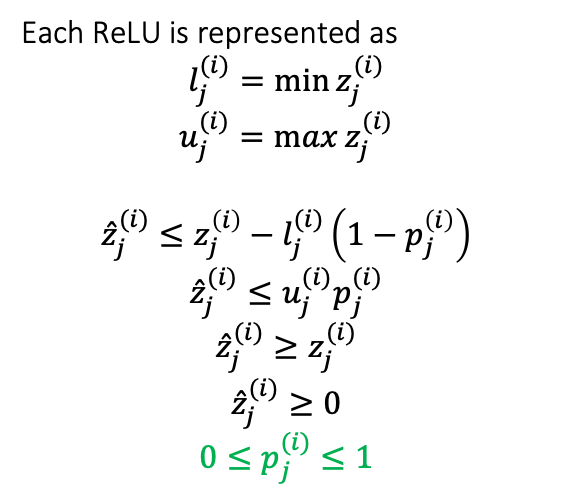 Each ReLU is represented as
l_j^(i) = min z_j^(i)
u_j^(i) = max z_j^(i)
ẑ_j^(i) ≤ z_j^(i) − l_j^(i) (1 − p_j^(i))
ẑ_j^(i) ≤ u_j^(i) p_j^(i)
ẑ_j^(i) ≥ z_j^(i)
ẑ_j^(i) ≥ 0
0 ≤ p_j^(i) ≤ 1